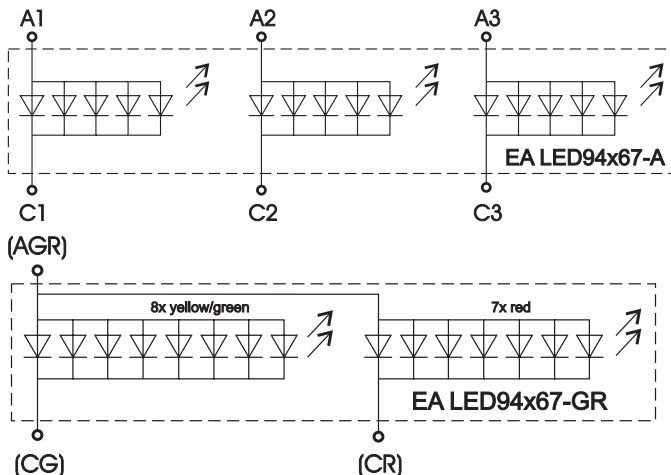 A1 A2 A3
EA LED94x67-A
C1 C2 C3
(AGR)
8x yellow/green 7x red
EA LED94x67-GR
(CG) (CR)